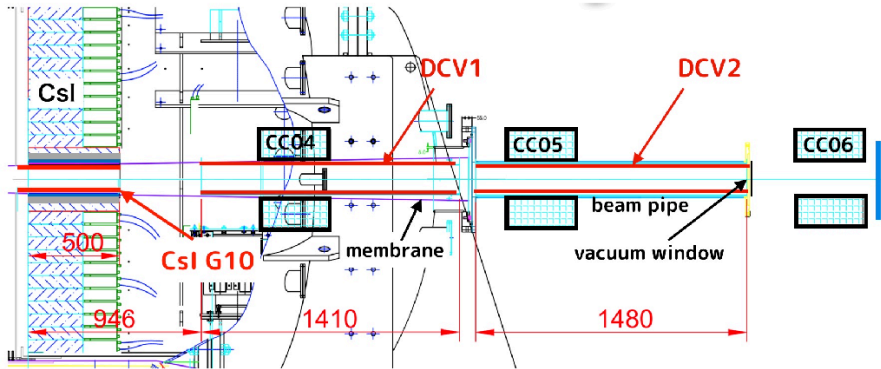 DCV1
DCV2
CsI
CC04
CC05
CC06
beam pipe
membrane
vacuum window
CsI G10
500
946
1410
1480